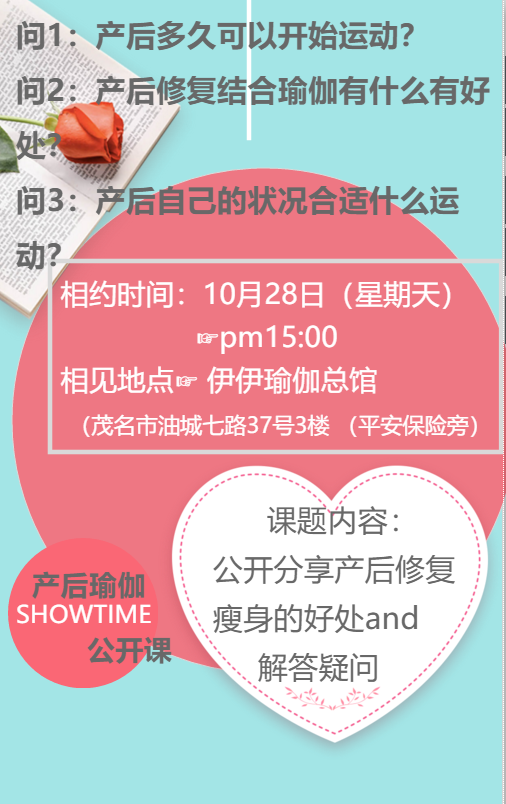 问1：产后多久可以开始运动？
问2：产后修复结合瑜伽有什么有好
处？
问3：产后自己的状况合适什么运
动？
相约时间：10月28日（星期天）
☞pm15:00
相见地点☞ 伊伊瑜伽总馆
（茂名市油城七路37号3楼 （平安保险旁）
课题内容：
公开分享产后修复
瘦身的好处and
解答疑问
产后瑜伽
SHOWTIME
公开课